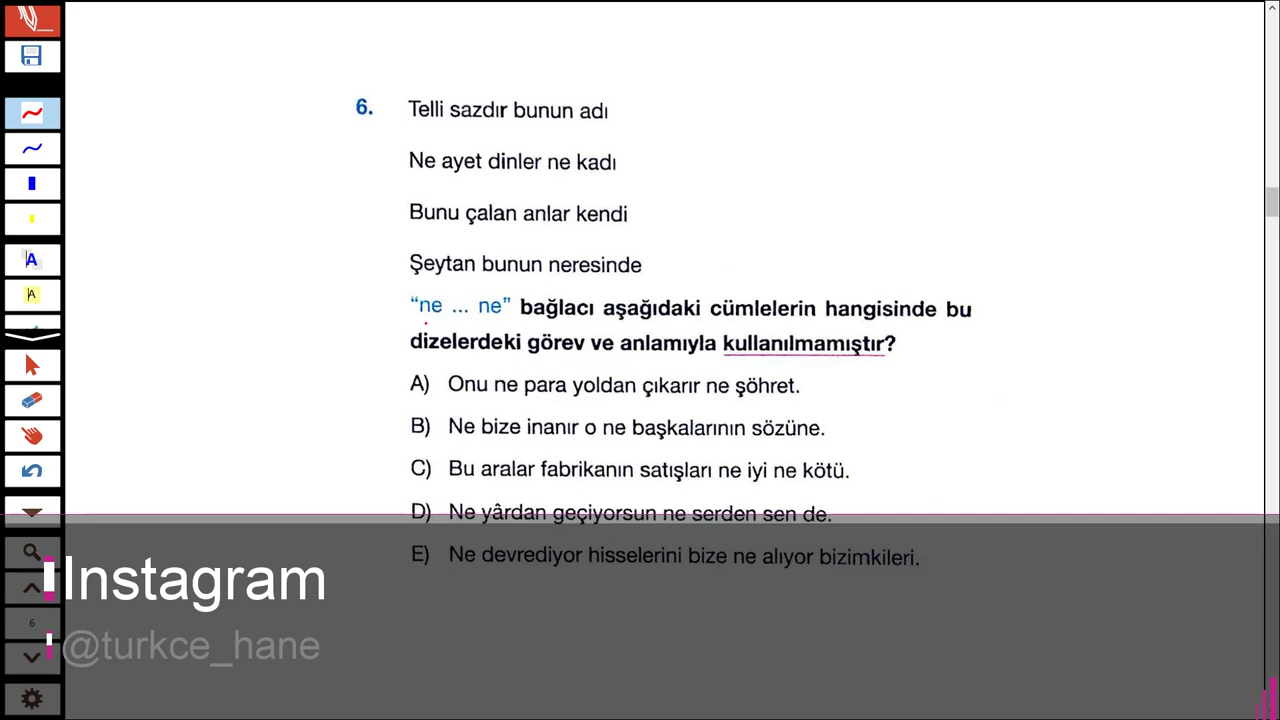 6. Telli sazdır bunun adı
Ne ayet dinler ne kadı
Bunu çalan anlar kendi
Şeytan bunun neresinde
“ne ... ne” bağlacı aşağıdaki cümlelerin hangisinde bu
dizelerdeki görev ve anlamıyla kullanılmamıştır?
A) Onu ne para yoldan çıkarır ne şöhret.
B) Ne bize inanır o ne başkalarının sözüne.
C) Bu aralar fabrikanın satışları ne iyi ne kötü.
D) Ne yârdan geçiyorsun ne serden sen de.
E) Ne devrediyor hisselerini bize ne alıyor bizimkileri.
Instagram
@turkce_hane
A
A
6